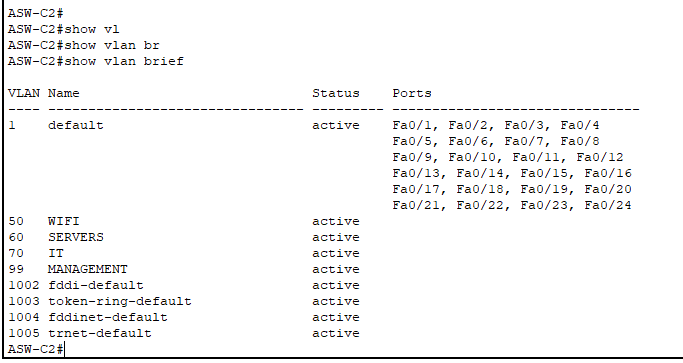 ASW-C2#
ASW-C2#show vl
ASW-C2#show vlan br
ASW-C2#show vlan brief

VLAN Name                             Status    Ports
---- -------------------------------- --------- -------------------------------
1    default                          active    Fa0/1, Fa0/2, Fa0/3, Fa0/4
                                                Fa0/5, Fa0/6, Fa0/7, Fa0/8
                                                Fa0/9, Fa0/10, Fa0/11, Fa0/12
                                                Fa0/13, Fa0/14, Fa0/15, Fa0/16
                                                Fa0/17, Fa0/18, Fa0/19, Fa0/20
                                                Fa0/21, Fa0/22, Fa0/23, Fa0/24
50   WIFI                             active
60   SERVERS                          active
70   IT                               active
99   MANAGEMENT                       active
1002 fddi-default                     active
1003 token-ring-default               active
1004 fddinet-default                  active
1005 trnet-default                    active
ASW-C2#